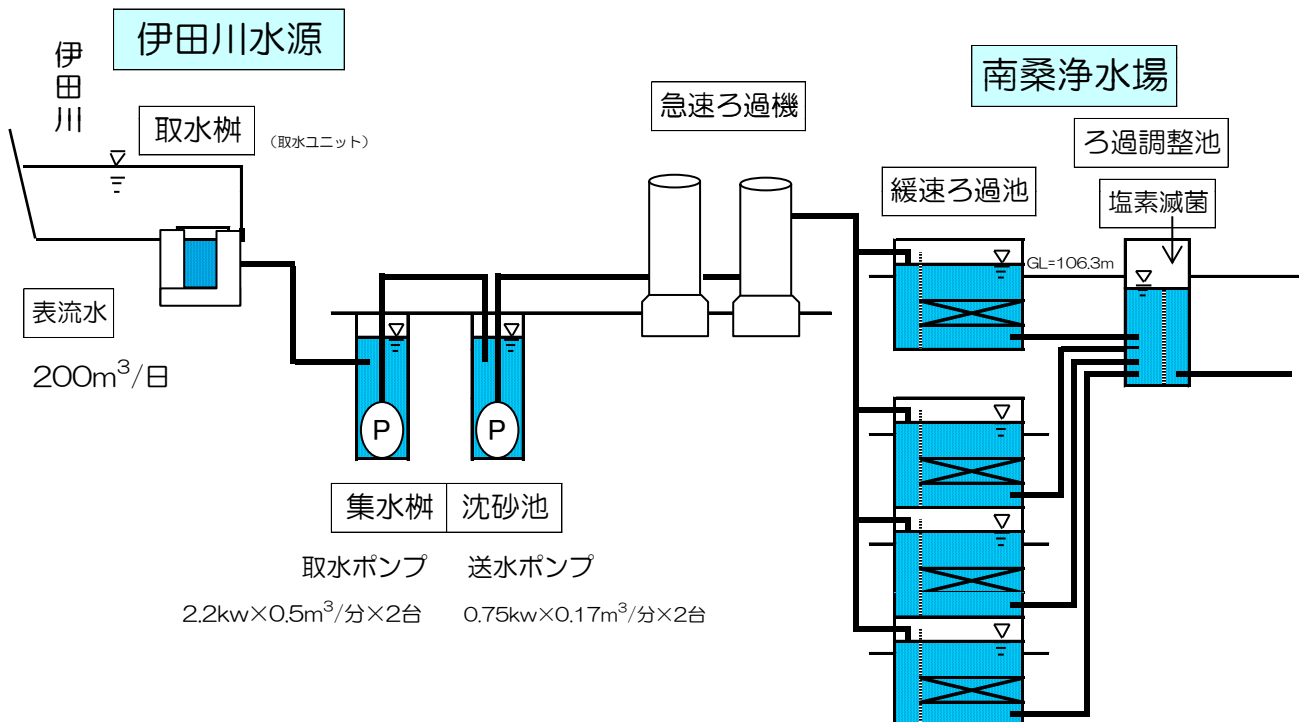 伊田川水源
伊田川
取水桝
(取水ユニット)
表流水
200m³/日
急速ろ過機
南桑浄水場
ろ過調整池
緩速ろ過池
塩素滅菌
GL=106.3m
P
P
集水桝
沈砂池
取水ポンプ
送水ポンプ
2.2kw×0.5m³/分×2台
0.75kw×0.17m³/分×2台